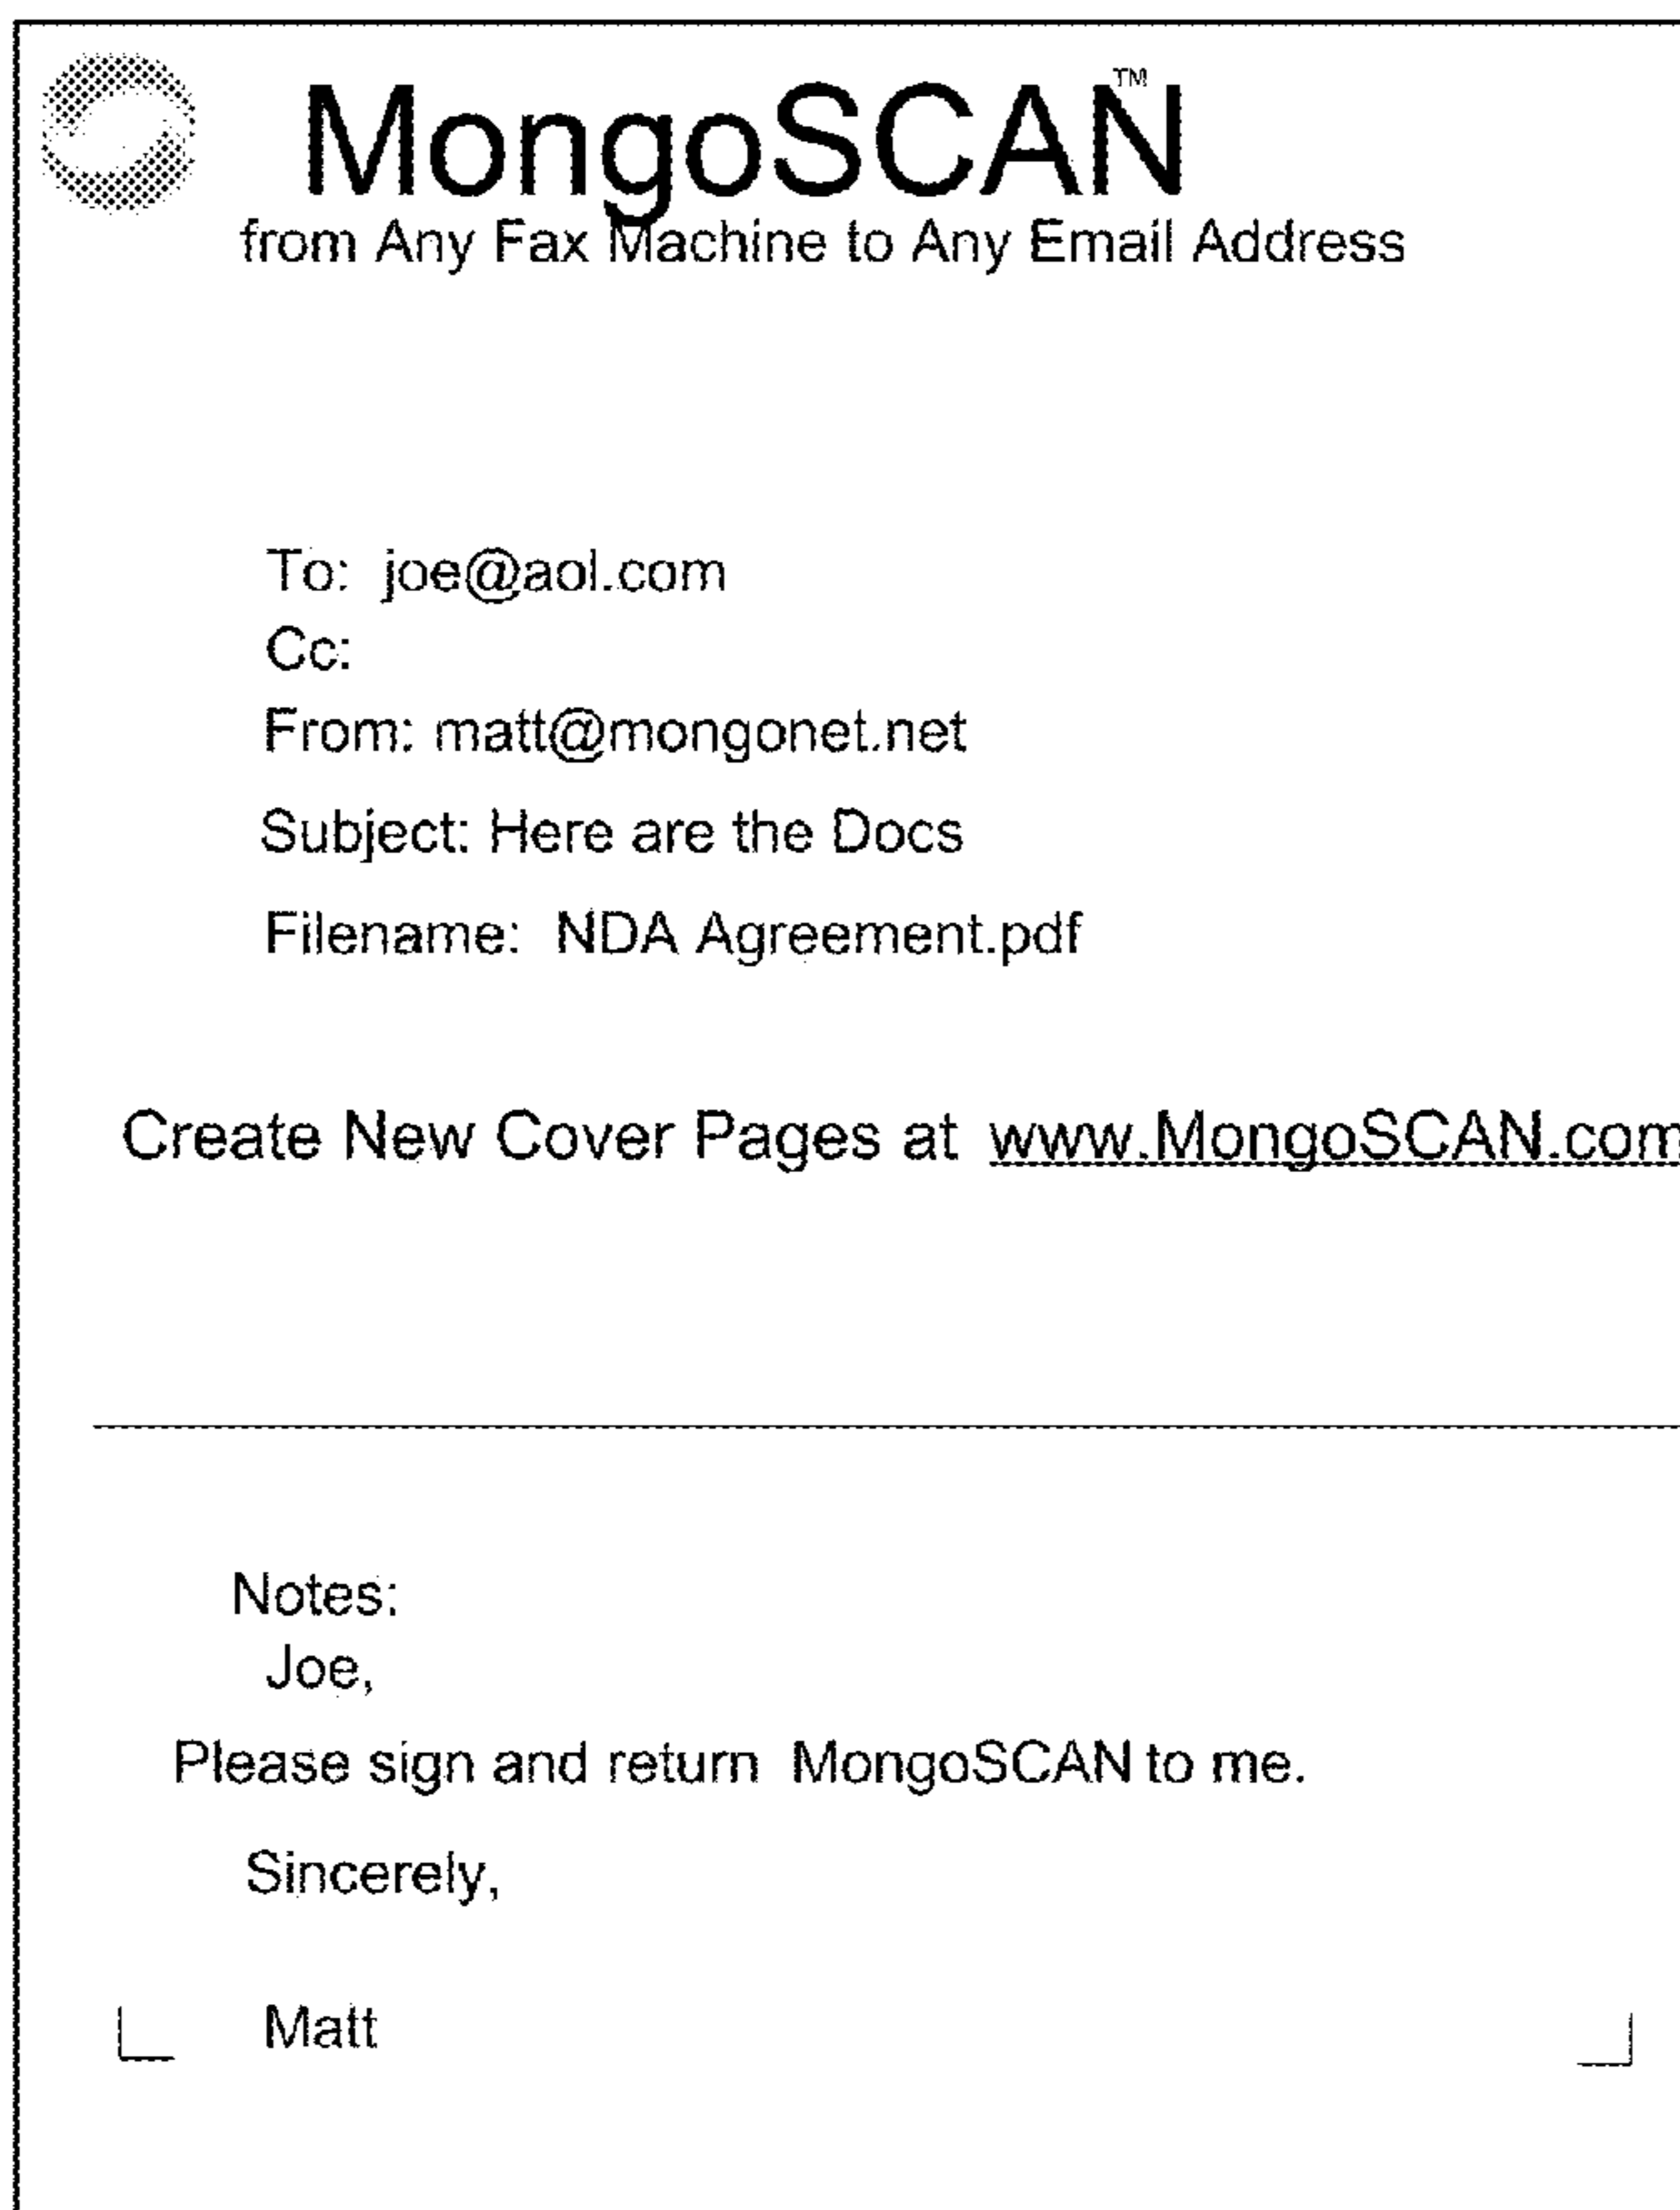 MongoSCAN™
from Any Fax Machine to Any Email Address
To: joe@aol.com
Cc:
From: matt@mongonet.net
Subject: Here are the Docs
Filename: NDA Agreement.pdf
Create New Cover Pages at www.MongoSCAN.com
Notes:
Joe,
Please sign and return MongoSCAN to me.
Sincerely,
Matt